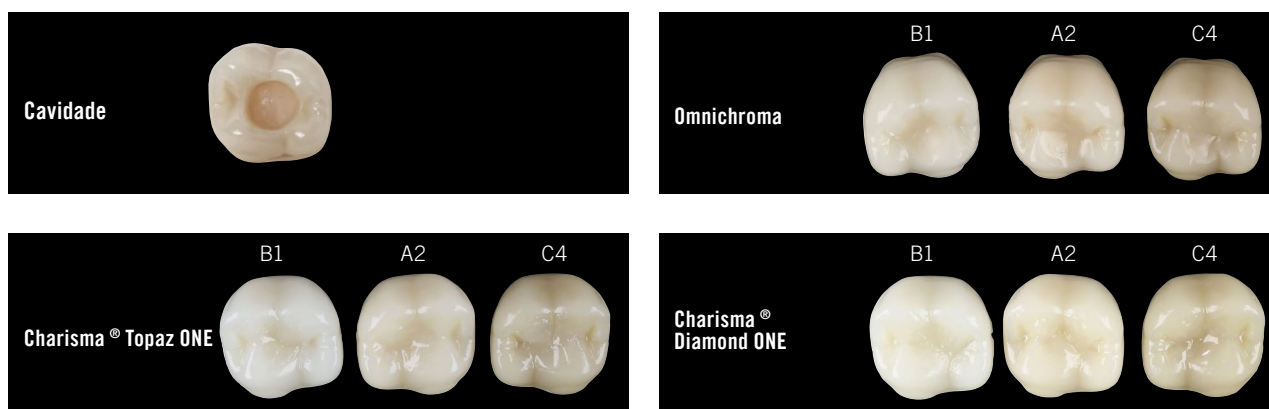 Cavidade
B1 A2 C4
Omnichroma
B1 A2 C4
Charisma ® Topaz ONE
B1 A2 C4
Charisma ®
Diamond ONE